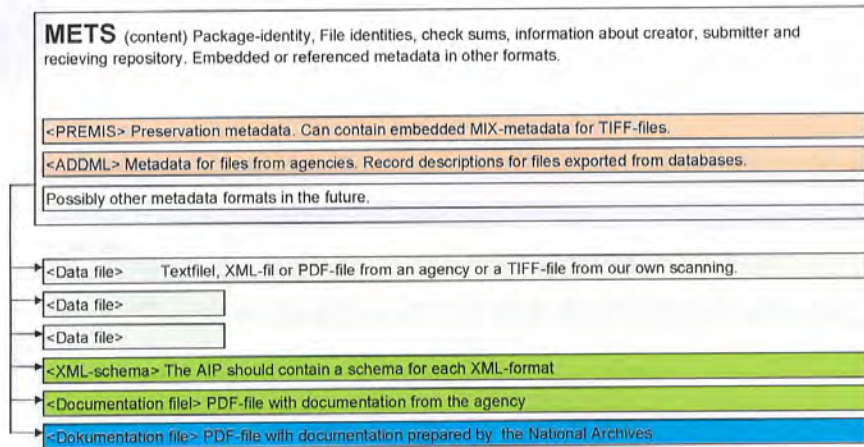 METS (content) Package-identity, File identities, check sums, information about creator, submitter and
recieving repository. Embedded or referenced metadata in other formats.
<PREMIS> Preservation metadata. Can contain embedded MIX-metadata for TIFF-files.
<ADDML> Metadata for files from agencies. Record descriptions for files exported from databases.
Possibly other metadata formats in the future.
<Data file> Textfilel, XML-fil or PDF-file from an agency or a TIFF-file from our own scanning.
<Data file>
<Data file>
<XML-schema> The AIP should contain a schema for each XML-format
<Documentation filel> PDF-file with documentation from the agency
<Dokumentation file> PDF-file with documentation prepared by the National Archives